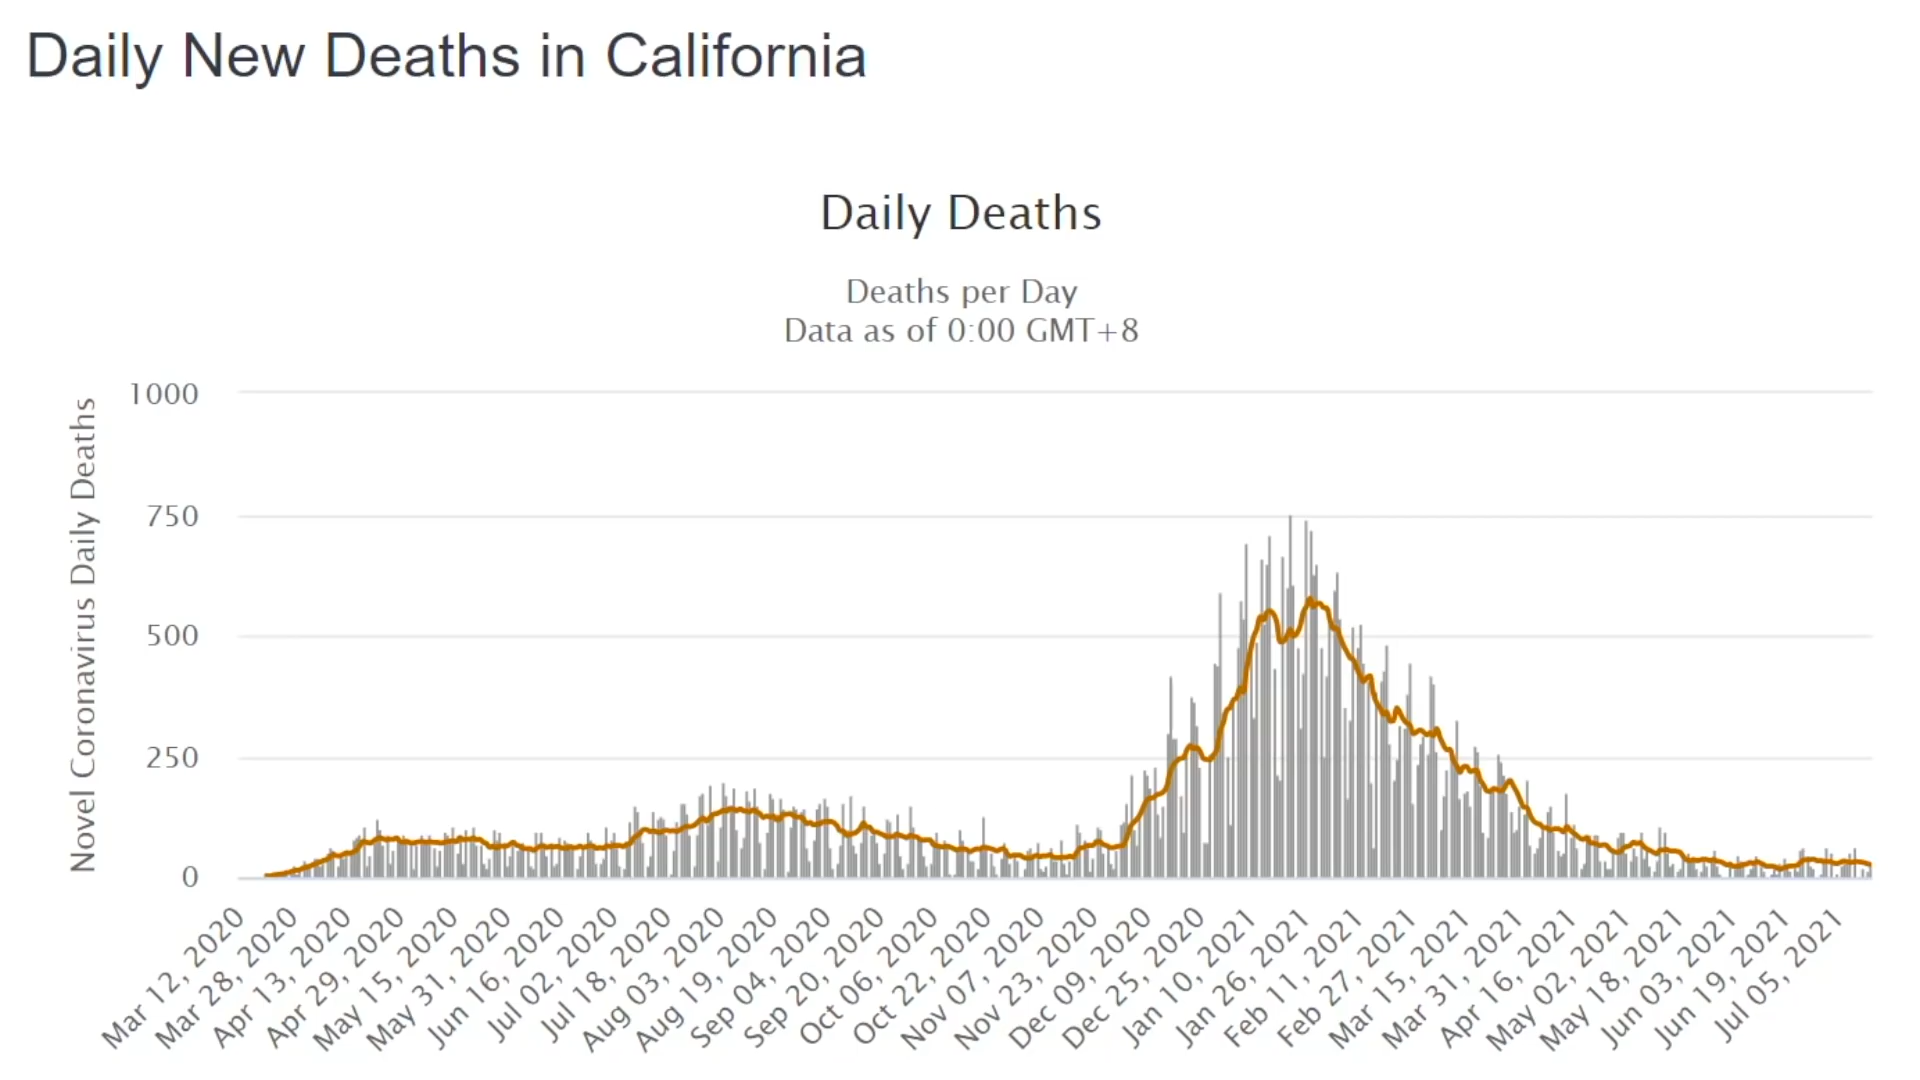 Daily New Deaths in California
Daily Deaths
Deaths per Day
Data as of 0:00 GMT+8
Novel Coronavirus Daily Deaths
1000
750
500
250
0
Mar 12, 2020
Mar 28, 2020
Apr 13, 2020
Apr 29, 2020
May 15, 2020
May 31, 2020
Jun 16, 2020
Jul 02, 2020
Jul 18, 2020
Aug 03, 2020
Aug 19, 2020
Sep 04, 2020
Sep 20, 2020
Oct 06, 2020
Oct 22, 2020
Nov 07, 2020
Nov 23, 2020
Dec 09, 2020
Dec 25, 2020
Jan 10, 2021
Jan 26, 2021
Feb 11, 2021
Feb 27, 2021
Mar 15, 2021
Mar 31, 2021
Apr 16, 2021
May 02, 2021
May 18, 2021
Jun 03, 2021
Jun 19, 2021
Jul 05, 2021